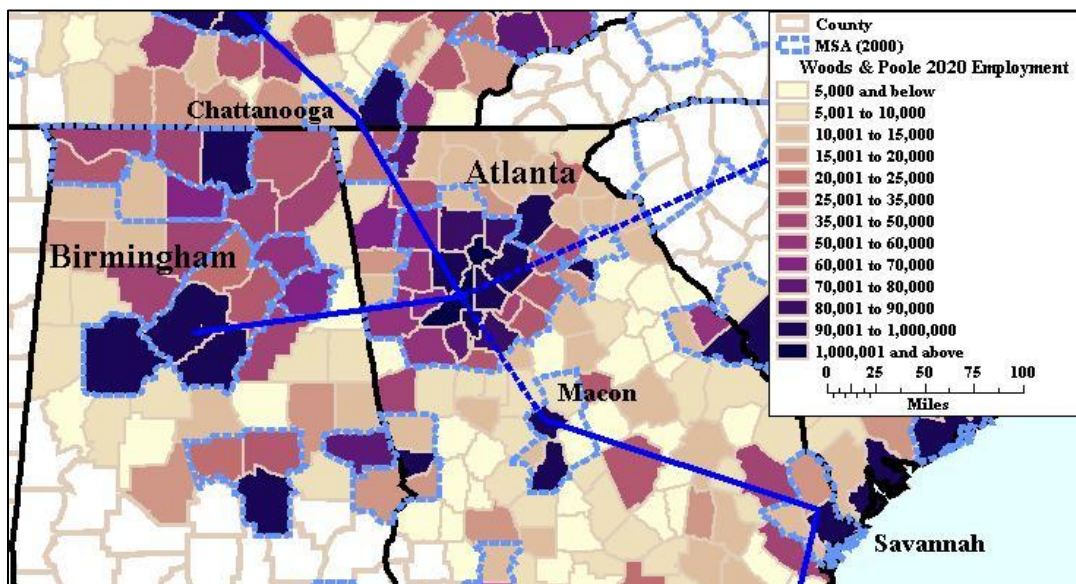 County
MSA (2000)
Woods & Poole 2020 Employment
5,000 and below
5,001 to 10,000
10,001 to 15,000
15,001 to 20,000
20,001 to 25,000
25,001 to 35,000
35,001 to 50,000
50,001 to 60,000
60,001 to 70,000
70,001 to 80,000
80,001 to 90,000
90,001 to 1,000,000
1,000,001 and above
0 25 50 75 100
Miles
Chattanooga
Atlanta
Birmingham
Macon
Savannah